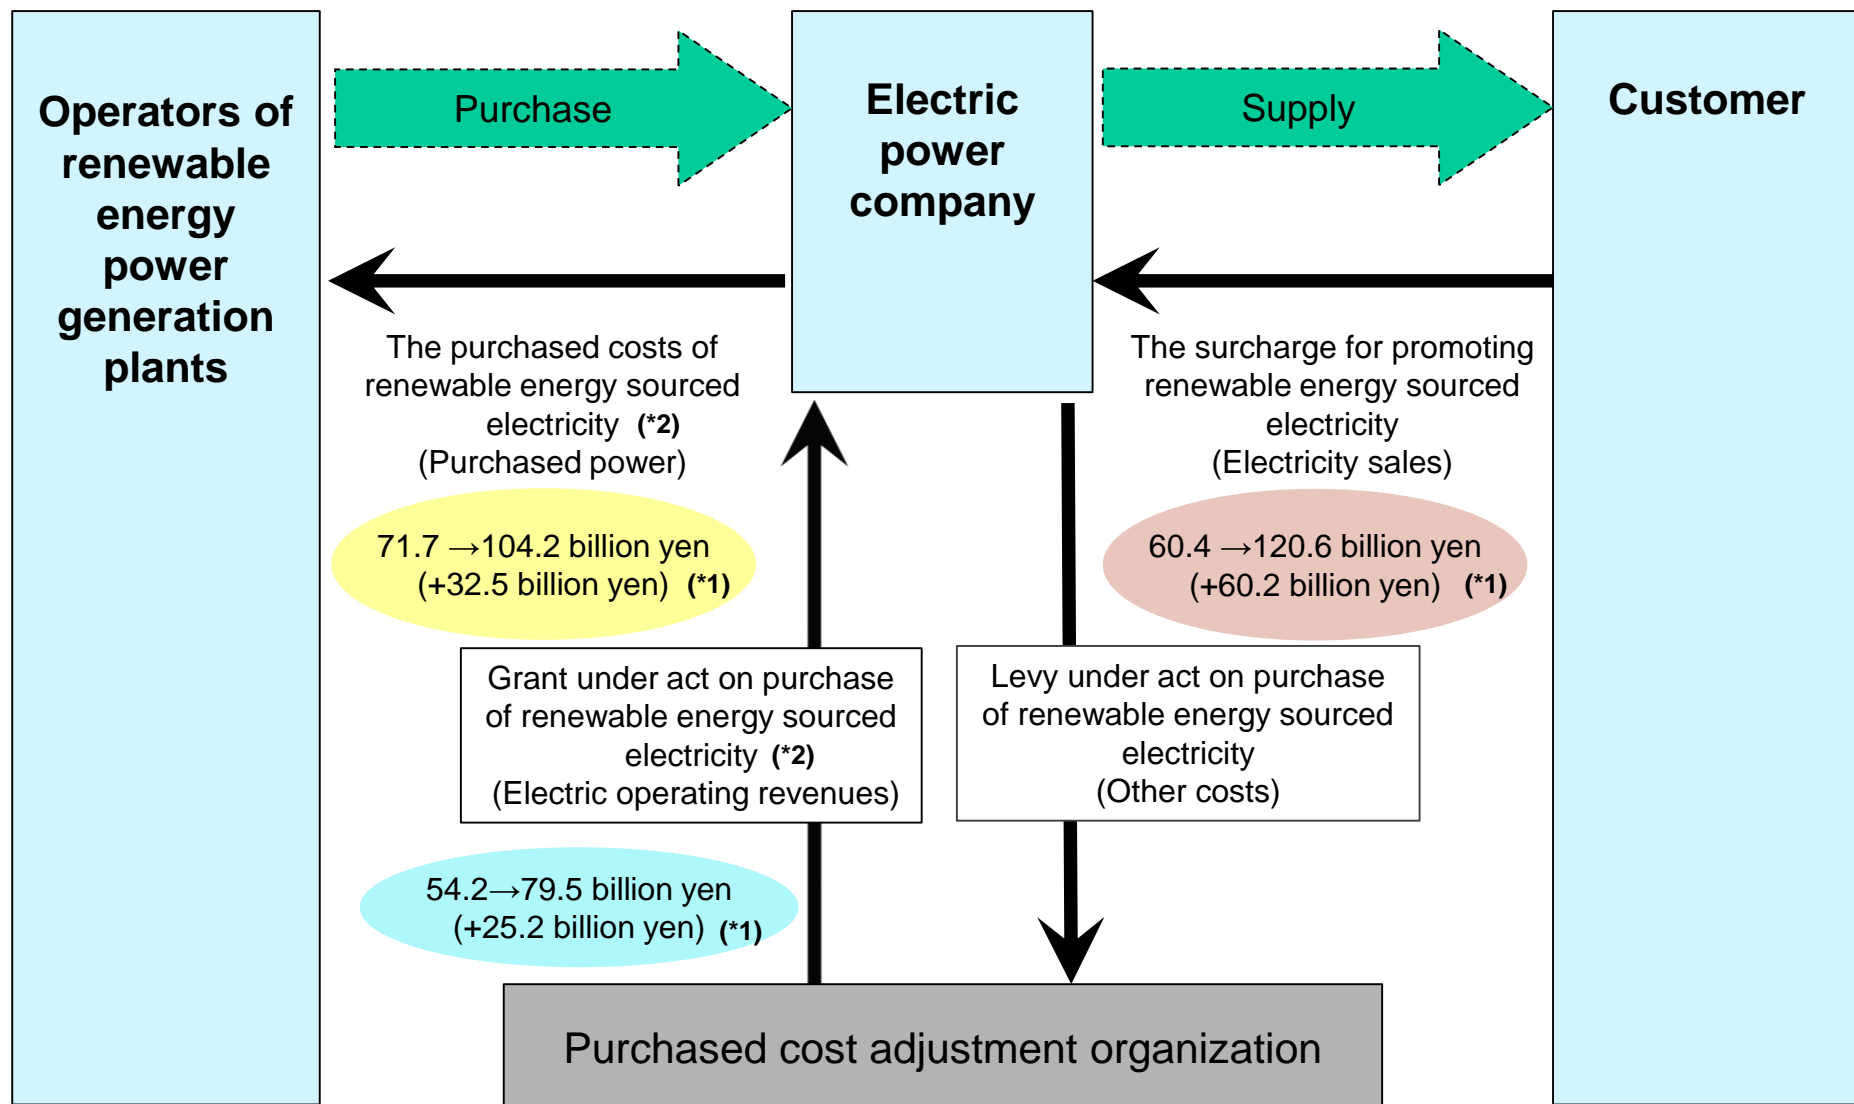 Operators of
renewable
energy
power
generation
plants
Purchase
Electric
power
company
Supply
Customer
The purchased costs of
renewable energy sourced
electricity (*2)
(Purchased power)
71.7 →104.2 billion yen
(+32.5 billion yen) (*1)
The surcharge for promoting
renewable energy sourced
electricity
(Electricity sales)
60.4 →120.6 billion yen
(+60.2 billion yen) (*1)
Grant under act on purchase
of renewable energy sourced
electricity (*2)
(Electric operating revenues)
Levy under act on purchase
of renewable energy sourced
electricity
(Other costs)
54.2→79.5 billion yen
(+25.2 billion yen) (*1)
Purchased cost adjustment organization